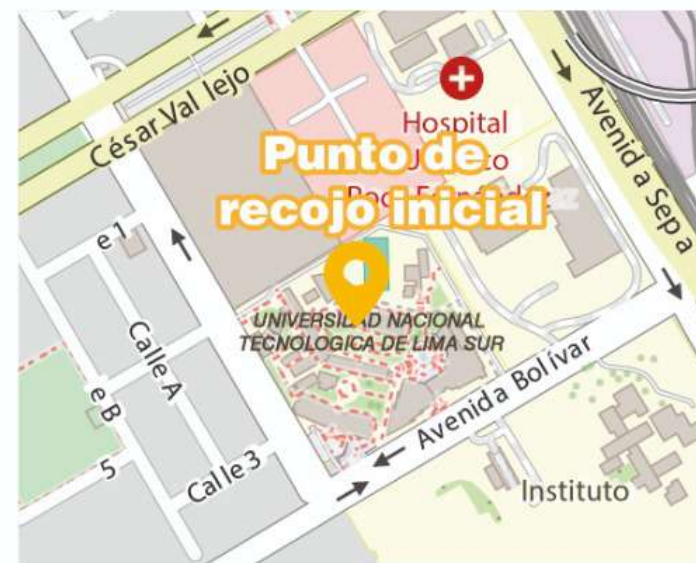 César Val lejo
Hospital
Punto de
recojo inicial
Avenid a Sep a
e 1
Calle A
e B
5
Calle 3
UNIVERSIDAD NACIONAL
TECNOLOGICA DE LIMA SUR
Avenida Bolívar
Instituto